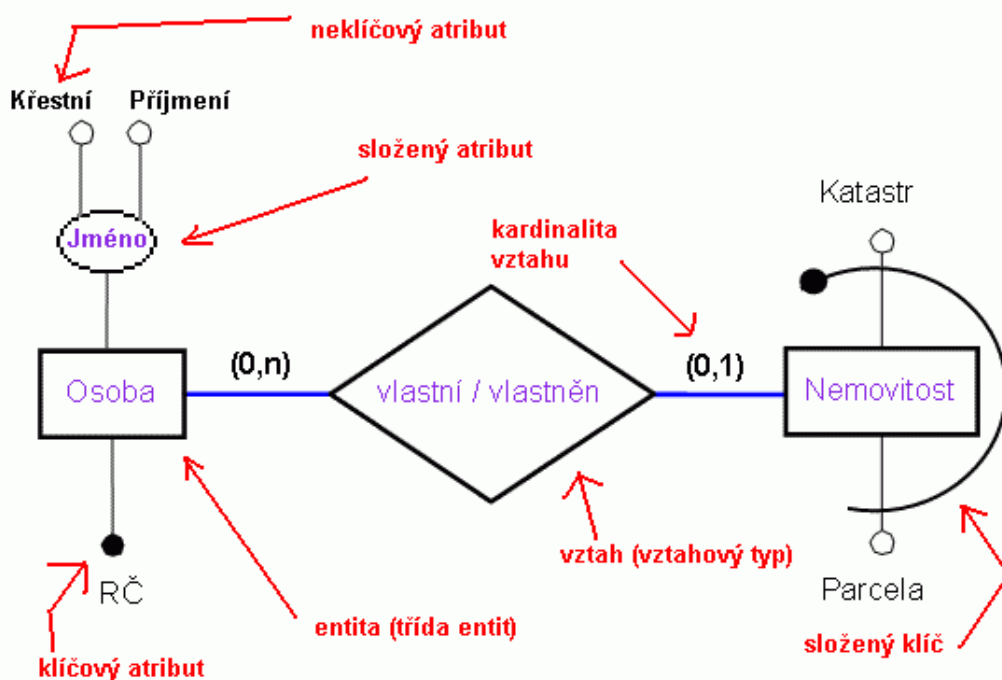 neklíčový atribut
Křestní Příjmení
složený atribut
Katastr
Jméno
kardinalita
vztahu
(0,n)
(0,1)
Osoba
vlastní / vlastněn
Nemovitost
vztah (vztahový typ)
RČ
Parcela
entita (třída entit)
složený klíč
klíčový atribut